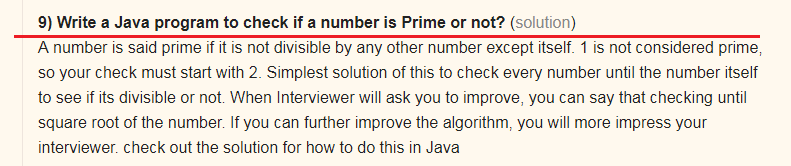 9) Write a Java program to check if a number is Prime or not? (solution)
A number is said prime if it is not divisible by any other number except itself. 1 is not considered prime,
so your check must start with 2. Simplest solution of this to check every number until the number itself
to see if its divisible or not. When Interviewer will ask you to improve, you can say that checking until
square root of the number. If you can further improve the algorithm, you will more impress your
interviewer. check out the solution for how to do this in Java